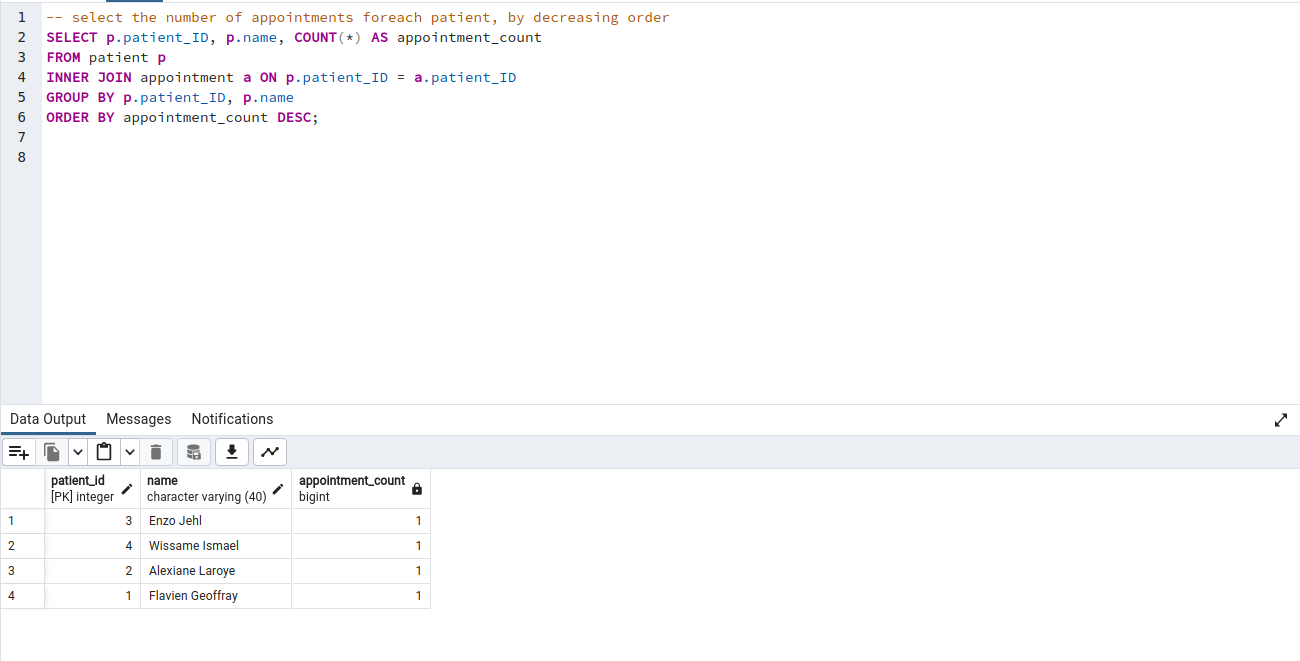 1 -- select the number of appointments foreach patient, by decreasing order
2 SELECT p.patient_ID, p.name, COUNT(*) AS appointment_count
3 FROM patient p
4 INNER JOIN appointment a ON p.patient_ID = a.patient_ID
5 GROUP BY p.patient_ID, p.name
6 ORDER BY appointment_count DESC;
7
8
Data Output Messages Notifications
patient_id name appointment_count
[PK] integer character varying (40) bigint
1 3 Enzo Jehl 1
2 4 Wissame Ismael 1
3 2 Alexiane Laroye 1
4 1 Flavien Geoffray 1